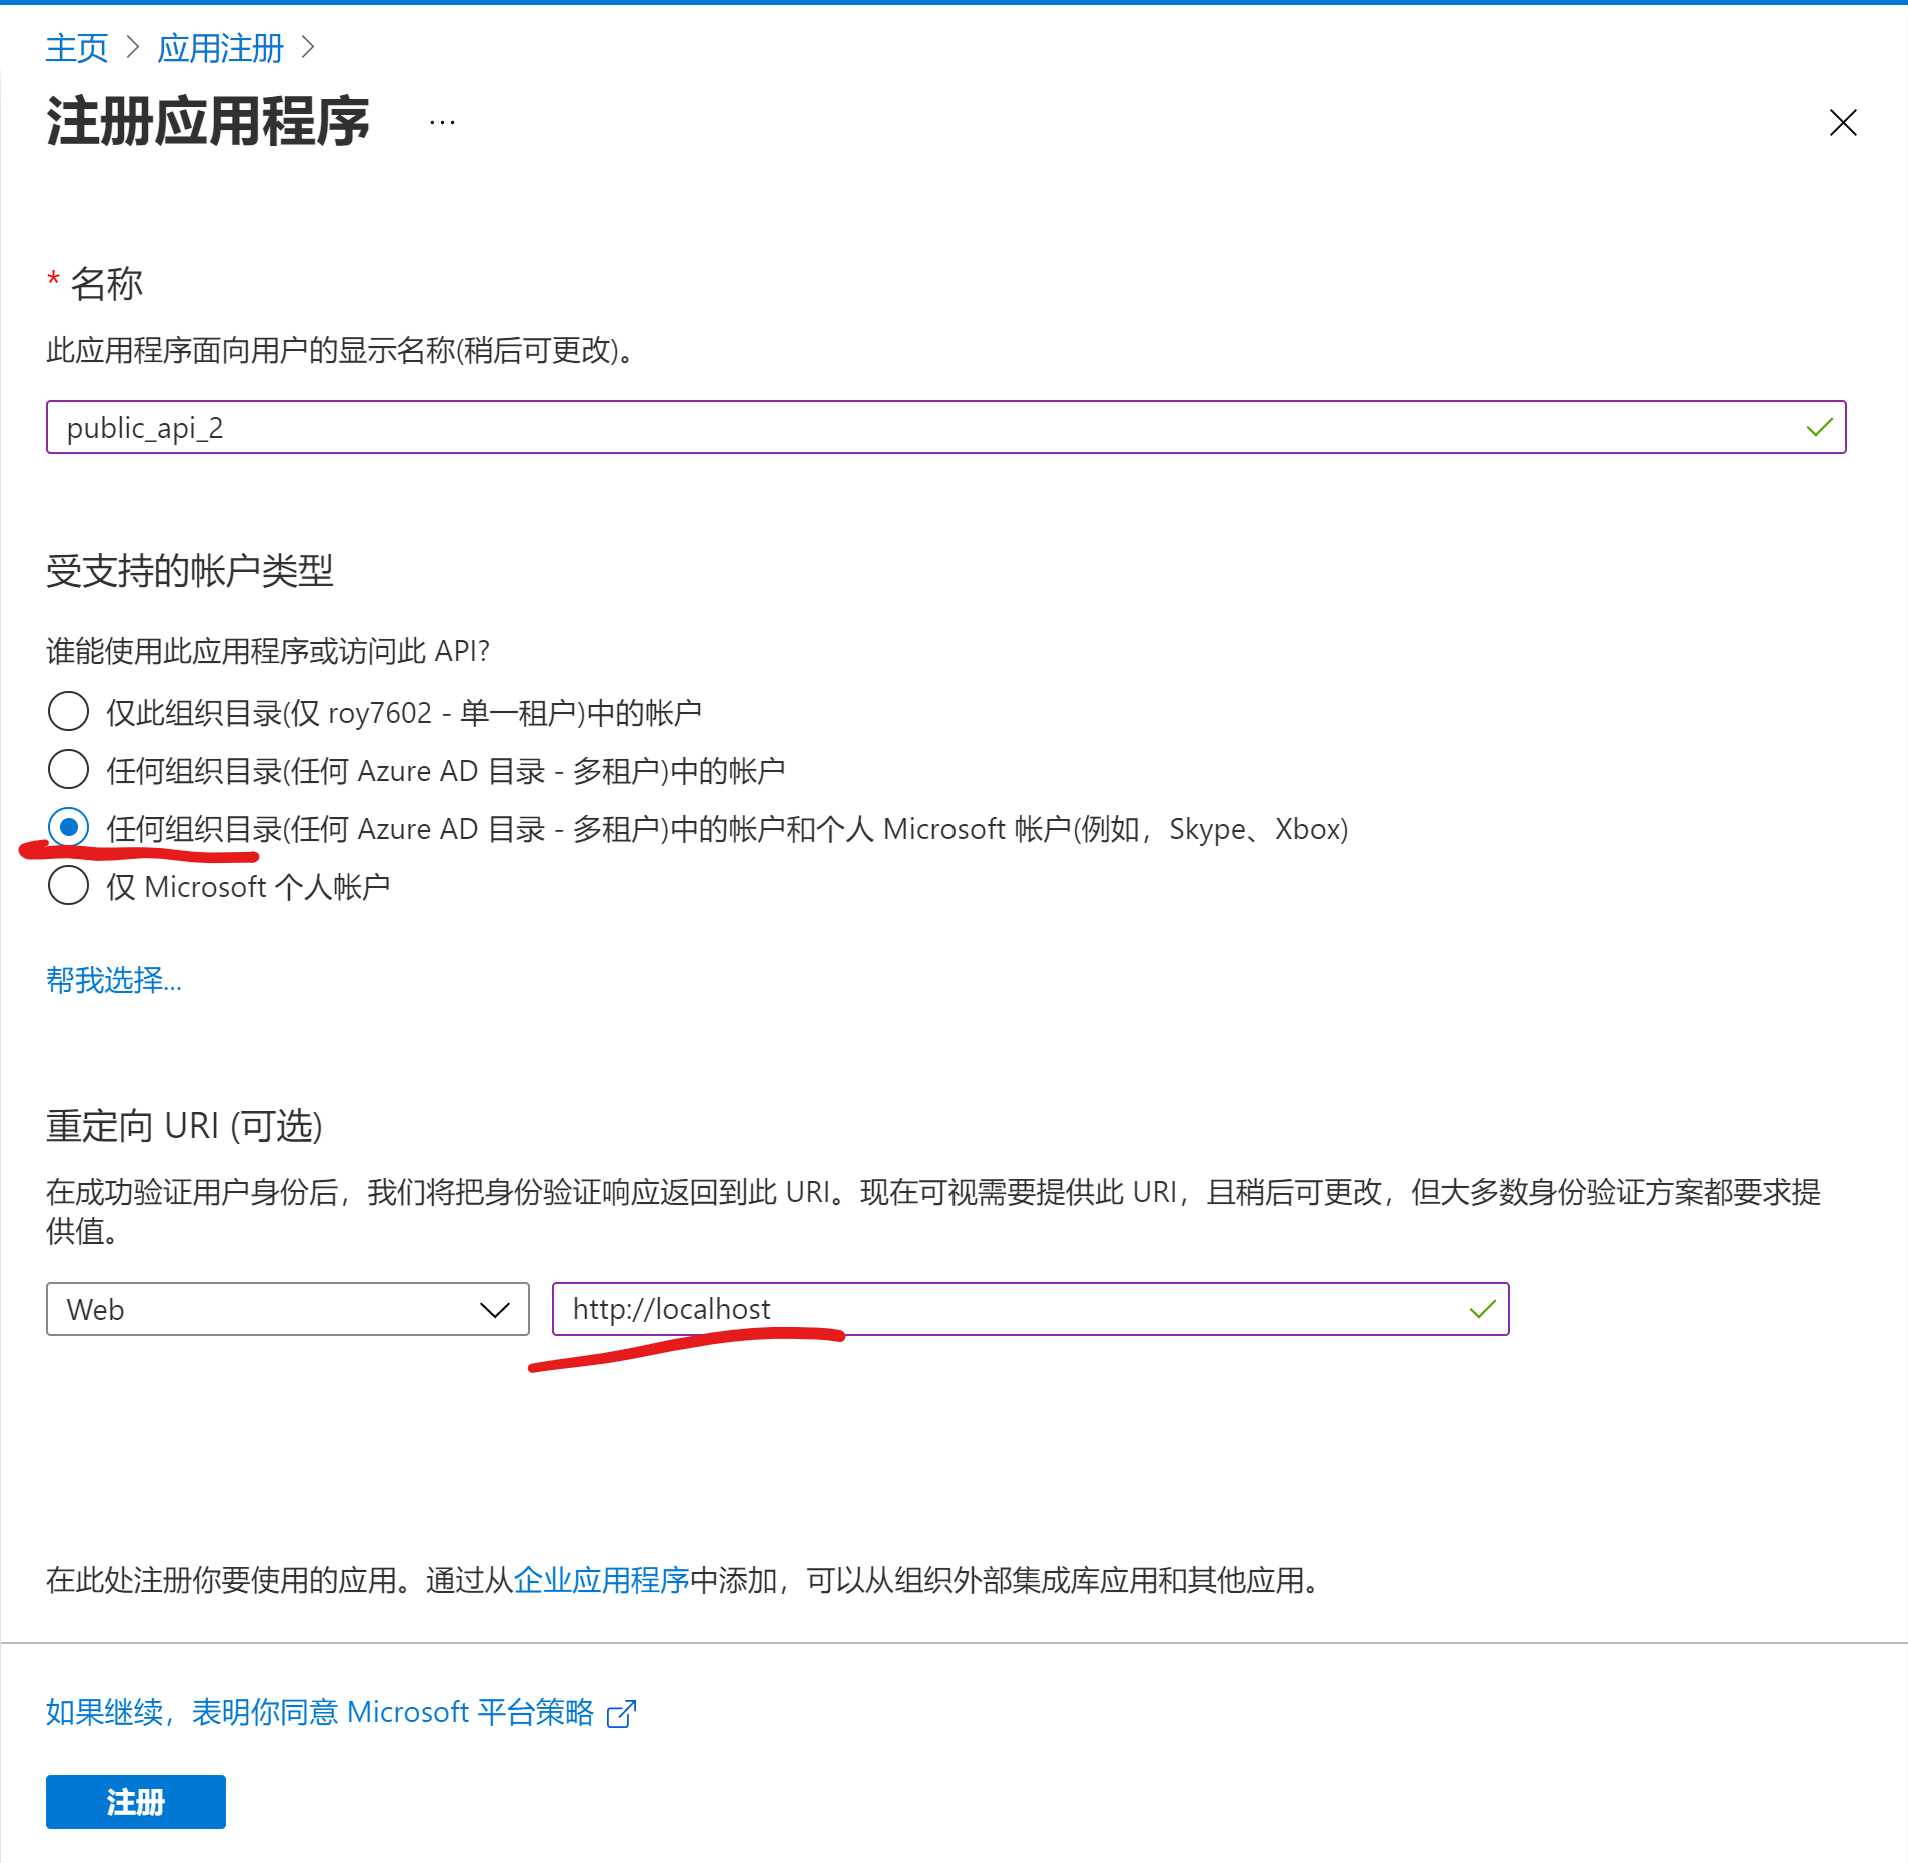 主页 > 应用注册 >
注册应用程序 ...
* 名称
此应用程序面向用户的显示名称(稍后可更改)。
public_api_2
受支持的帐户类型
谁能使用此应用程序或访问此 API?
仅此组织目录(仅 roy7602 - 单一租户)中的帐户
任何组织目录(任何 Azure AD 目录 - 多租户)中的帐户
任何组织目录(任何 Azure AD 目录 - 多租户)中的帐户和个人 Microsoft 帐户(例如，Skype、Xbox)
仅 Microsoft 个人帐户
帮我选择...
重定向 URI (可选)
在成功验证用户身份后，我们将把身份验证响应返回到此 URI。现在可视需要提供此 URI，且稍后可更改，但大多数身份验证方案都要求提
供值。
Web http://localhost
在此处注册你要使用的应用。通过从企业应用程序中添加，可以从组织外部集成库应用和其他应用。
如果继续，表明你同意 Microsoft 平台策略
注册